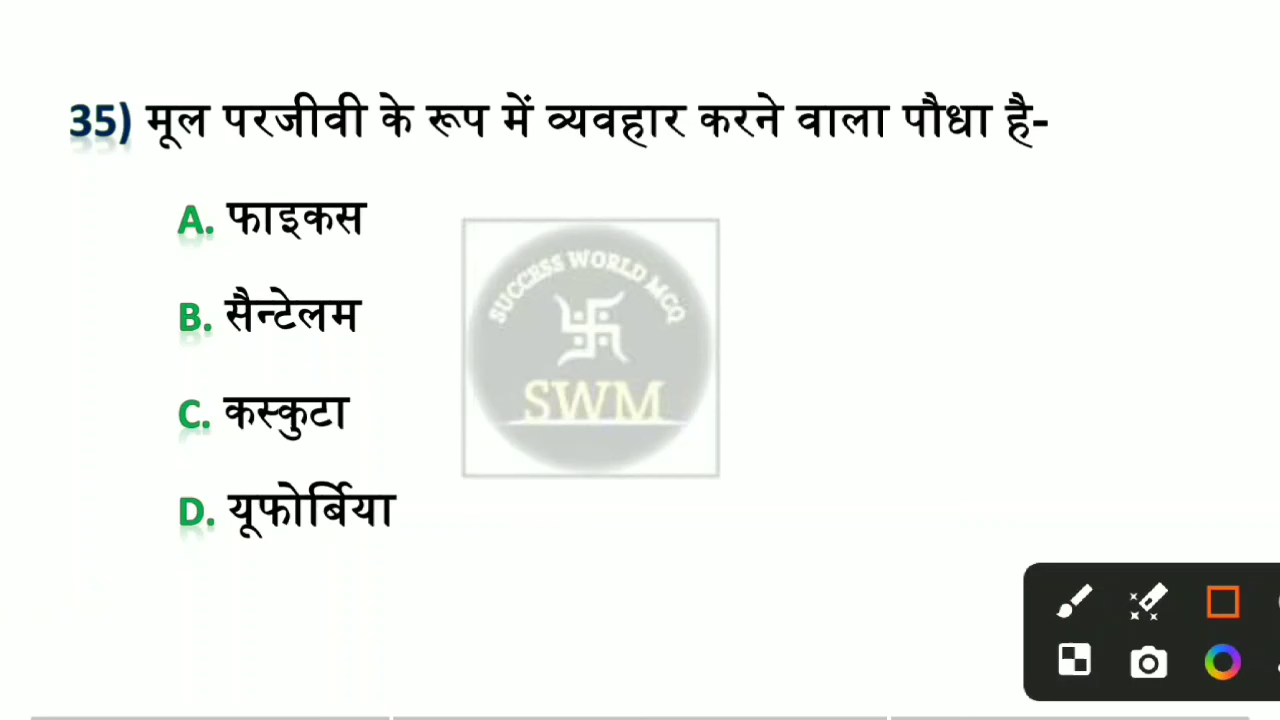 35) मूल परजीवी के रूप में व्यवहार करने वाला पौधा है-
A. फाइकस
B. सैन्टेलम
C. कस्कुटा
D. यूफोर्बिया
SUCCESS WORLD MCQ
SWM